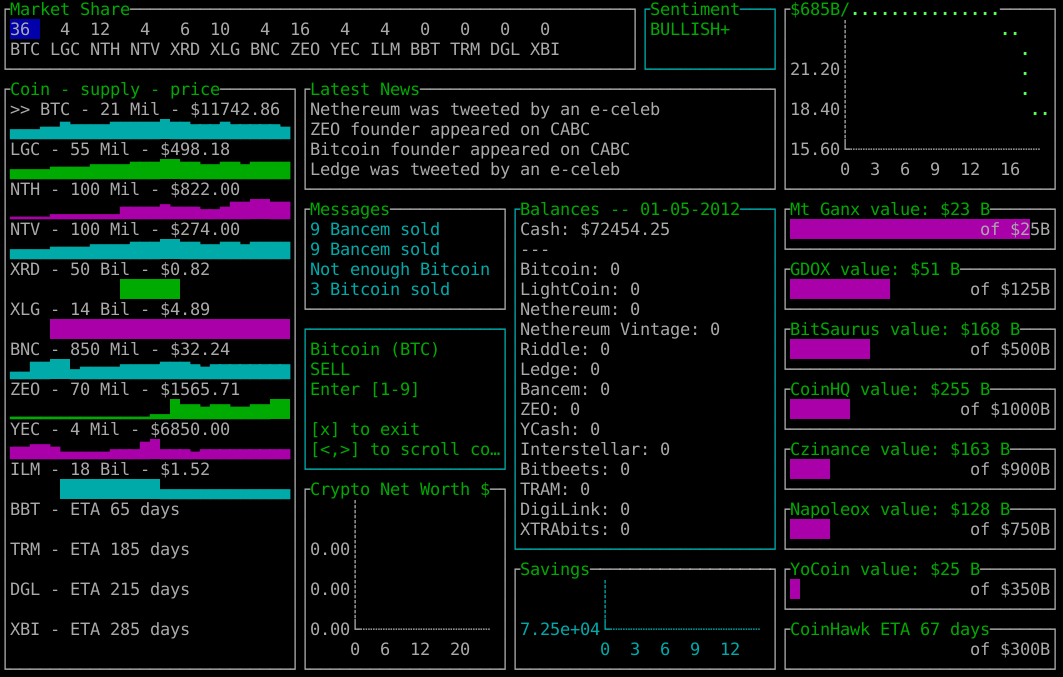 Market Share
36 4 12 4 6 10 4 16 4 4 0 0 0 0
BTC LGC NTH NTV XRD XLG BNC ZEO YEC ILM BBT TRM DGL XBI
Sentiment
BULLISH+
$685B/
21.20
18.40
15.60
0 3 6 9 12 16
Coin - supply - price
>> BTC - 21 Mil - $11742.86
LGC - 55 Mil - $498.18
NTH - 100 Mil - $822.00
NTV - 100 Mil - $274.00
XRD - 50 Bil - $0.82
XLG - 14 Bil - $4.89
BNC - 850 Mil - $32.24
ZEO - 70 Mil - $1565.71
YEC - 4 Mil - $6850.00
ILM - 18 Bil - $1.52
BBT - ETA 65 days
TRM - ETA 185 days
DGL - ETA 215 days
XBI - ETA 285 days
Latest News
Nethereum was tweeted by an e-celeb
ZEO founder appeared on CABC
Bitcoin founder appeared on CABC
Ledge was tweeted by an e-celeb
Messages
9 Bancem sold
9 Bancem sold
Not enough Bitcoin
3 Bitcoin sold
Bitcoin (BTC)
SELL
Enter [1-9]
[x] to exit
[<,>] to scroll co…
Crypto Net Worth $
0.00
0.00
0.00
0 6 12 20
Balances -- 01-05-2012
Cash: $72454.25
---
Bitcoin: 0
LightCoin: 0
Nethereum: 0
Nethereum Vintage: 0
Riddle: 0
Ledge: 0
Bancem: 0
ZEO: 0
YCash: 0
Interstellar: 0
Bitbeets: 0
TRAM: 0
DigiLink: 0
XTRAbits: 0
Savings
7.25e+04
0 3 6 9 12
Mt Ganx value: $23 B
of $25B
GDOX value: $51 B
of $125B
BitSaurus value: $168 B
of $500B
CoinHQ value: $255 B
of $1000B
Czinance value: $163 B
of $900B
Napoleox value: $128 B
of $750B
YoCoin value: $25 B
of $350B
CoinHawk ETA 67 days
of $300B